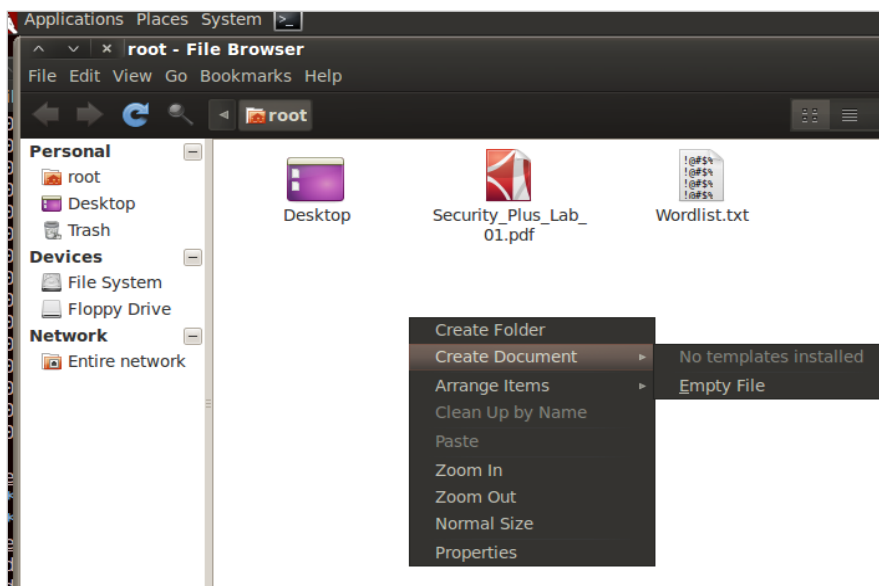 Applications Places System
root - File Browser
File Edit View Go Bookmarks Help
root
Personal
root
Desktop
Trash
Devices
File System
Floppy Drive
Network
Entire network
Desktop
Security_Plus_Lab_
01.pdf
!@#$%
!@#$%
!@#$%
!@#$%
Wordlist.txt
Create Folder
Create Document
No templates installed
Arrange Items
Empty File
Clean Up by Name
Paste
Zoom In
Zoom Out
Normal Size
Properties